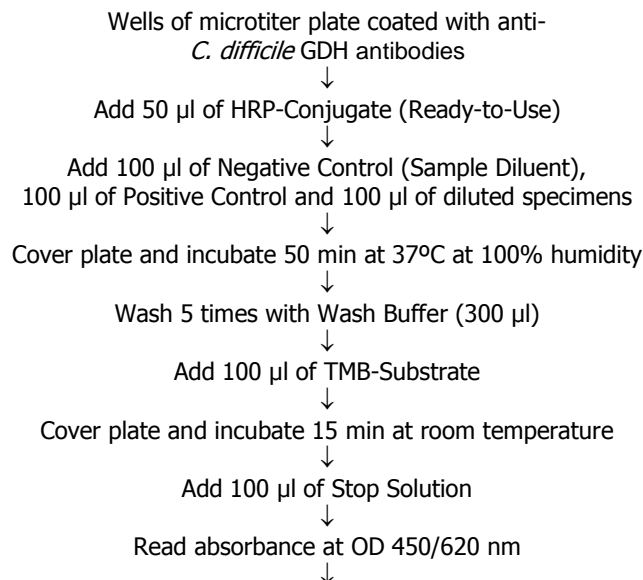 Wells of microtiter plate coated with anti-
C. difficile GDH antibodies
↓
Add 50 µl of HRP-Conjugate (Ready-to-Use)
↓
Add 100 µl of Negative Control (Sample Diluent),
100 µl of Positive Control and 100 µl of diluted specimens
↓
Cover plate and incubate 50 min at 37ºC at 100% humidity
↓
Wash 5 times with Wash Buffer (300 µl)
↓
Add 100 µl of TMB-Substrate
↓
Cover plate and incubate 15 min at room temperature
↓
Add 100 µl of Stop Solution
↓
Read absorbance at OD 450/620 nm
↓